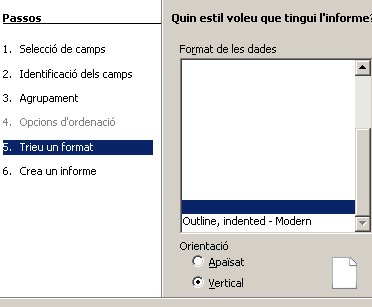 Passos
1. Selecció de camps
2. Identificació dels camps
3. Agrupament
4. Opcions d'ordenació
5. Trieu un format
6. Crea un informe
Quin estil voleu que tingui l'informe?
Format de les dades
Outline, indented - Modern
Orientació
Apaïsat
Vertical